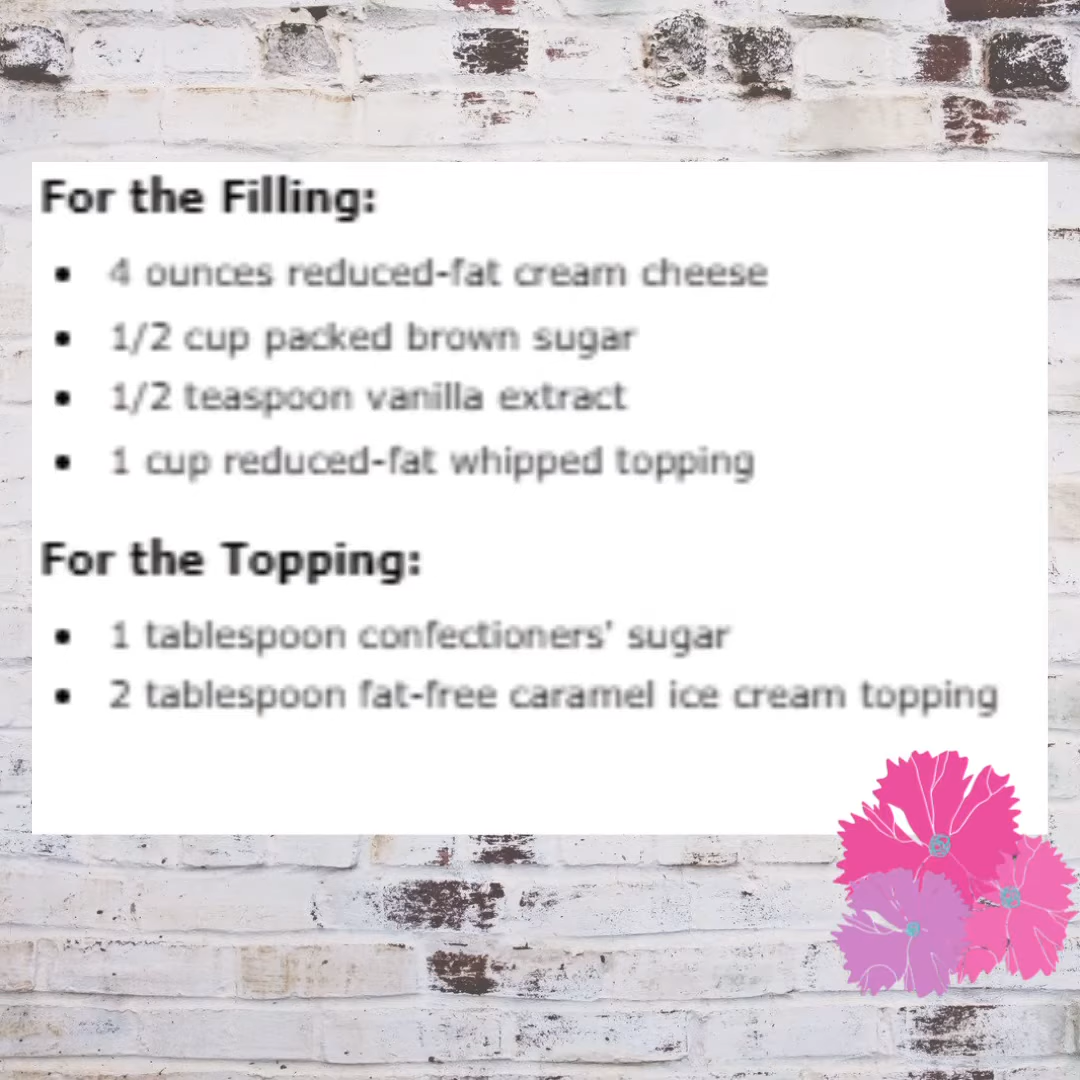 For the Filling:
• 4 ounces reduced-fat cream cheese
• 1/2 cup packed brown sugar
• 1/2 teaspoon vanilla extract
• 1 cup reduced-fat whipped topping
For the Topping:
• 1 tablespoon confectioners' sugar
• 2 tablespoon fat-free caramel ice cream topping